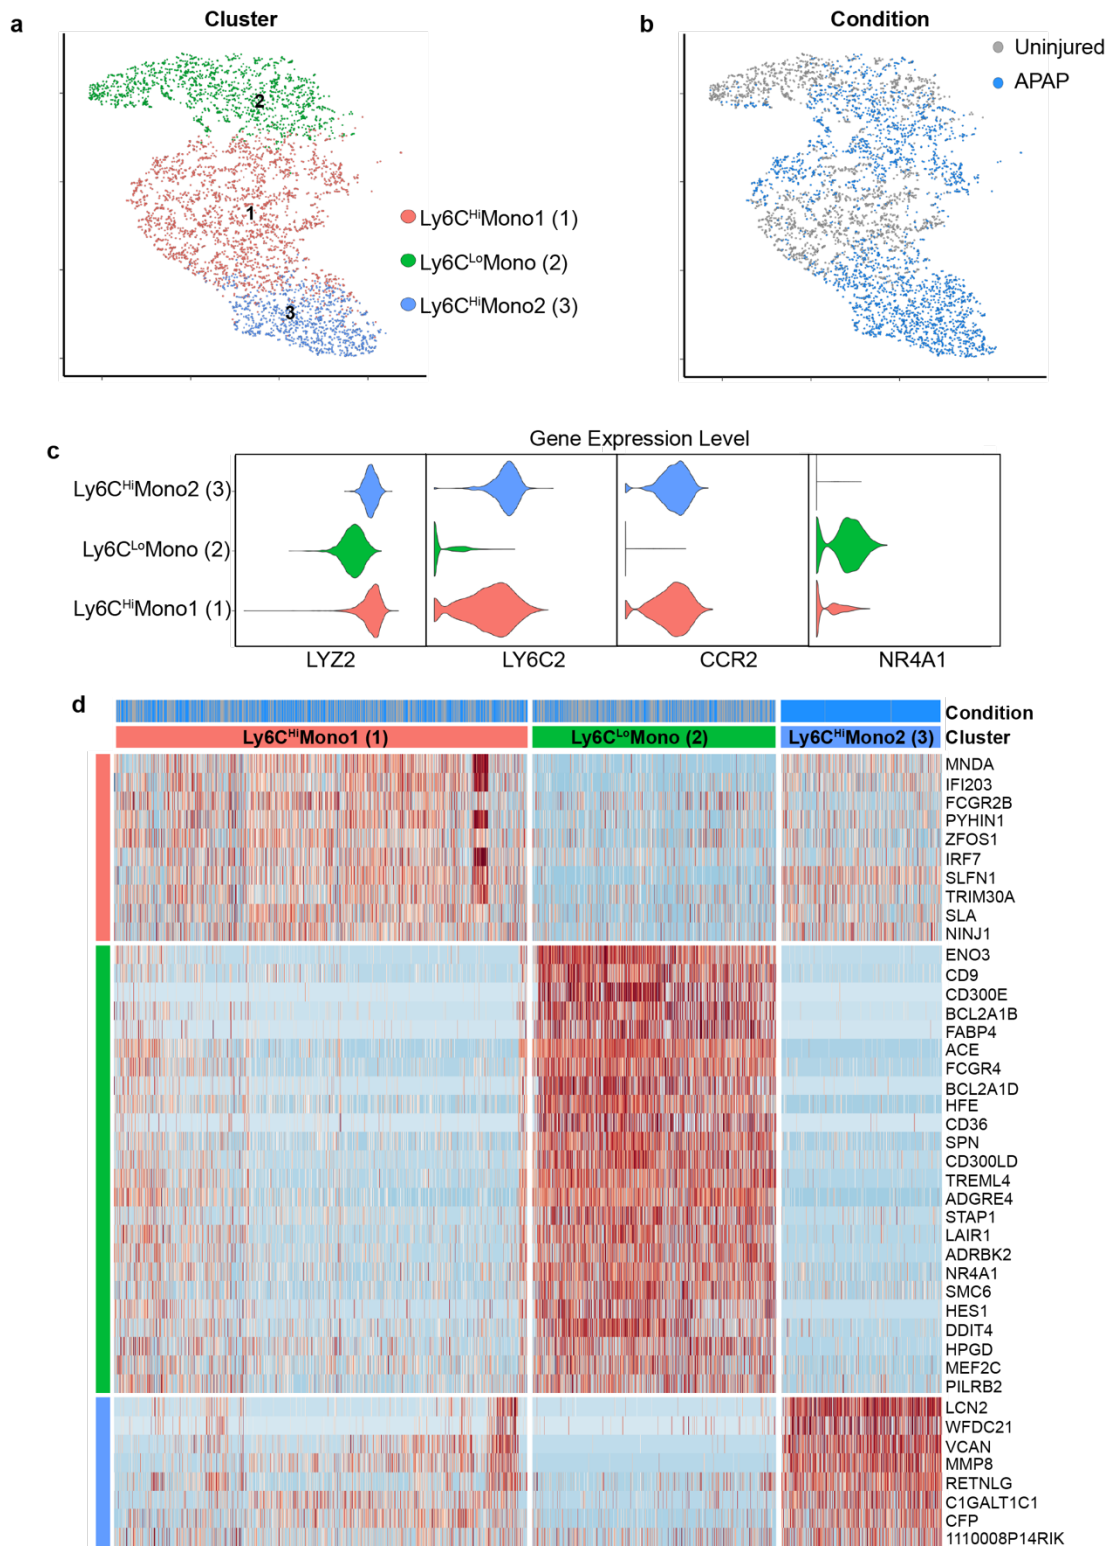 a
Cluster
2
1
3
Ly6CHiMono1 (1)
Ly6CLoMono (2)
Ly6CHiMono2 (3)
b
Condition
Uninjured
APAP
c
Gene Expression Level
Ly6CHiMono2 (3)
Ly6CLoMono (2)
Ly6CHiMono1 (1)
LYZ2 LY6C2 CCR2 NR4A1
d
Condition
Ly6CHiMono1 (1) Ly6CLoMono (2) Ly6CHiMono2 (3) Cluster
MNDA
IFI203
FCGR2B
PYHIN1
ZFOS1
IRF7
SLFN1
TRIM30A
SLA
NINJ1
ENO3
CD9
CD300E
BCL2A1B
FABP4
ACE
FCGR4
BCL2A1D
HFE
CD36
SPN
CD300LD
TREML4
ADGRE4
STAP1
LAIR1
ADRBK2
NR4A1
SMC6
HES1
DDIT4
HPGD
MEF2C
PILRB2
LCN2
WFDC21
VCAN
MMP8
RETNLG
C1GALT1C1
CFP
1110008P14RIK